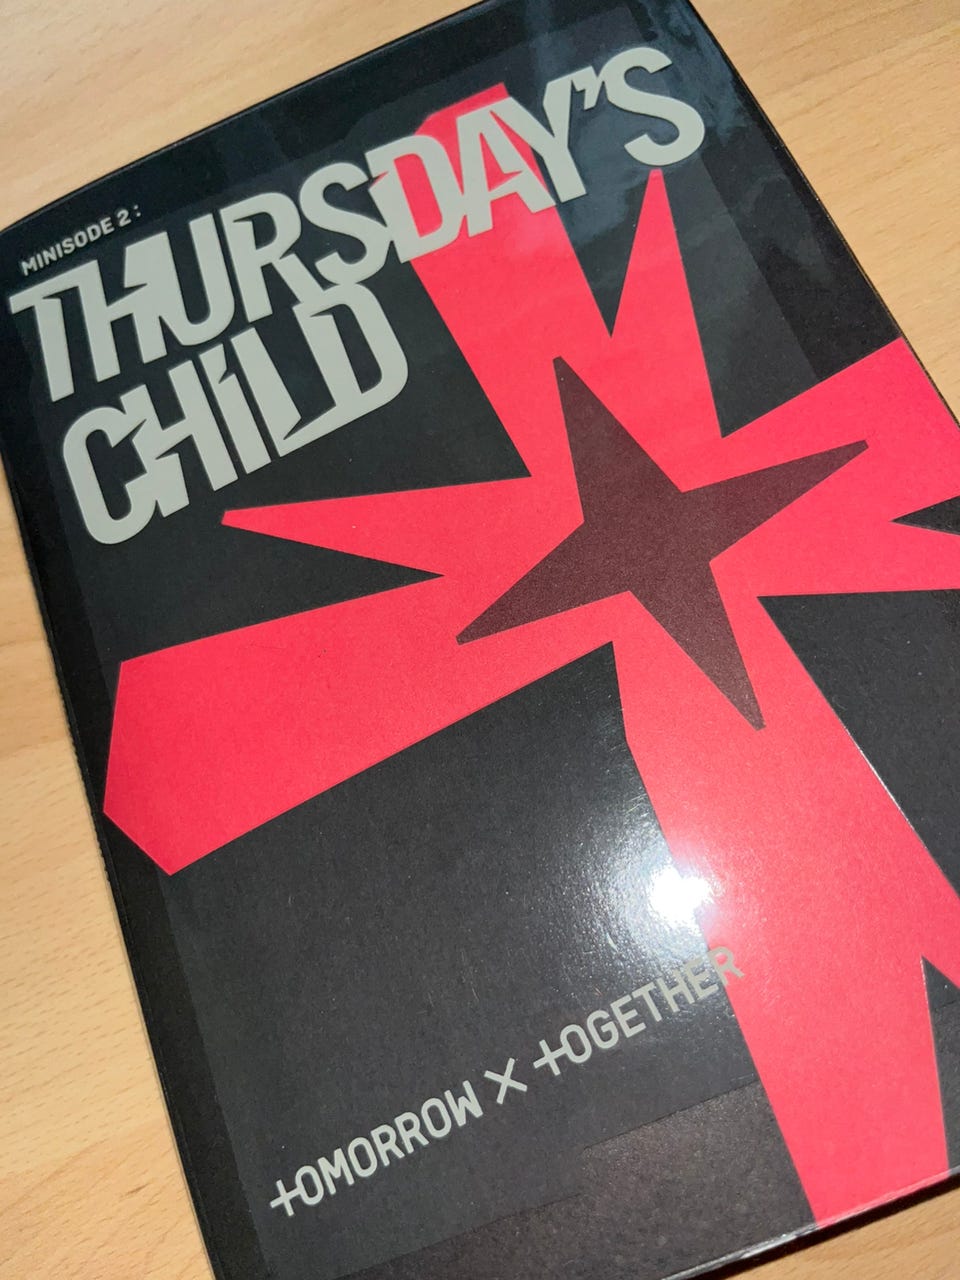 MINISODE 2:
THURSDAY'S
CHiLD
tOMORROW X tOGETHER